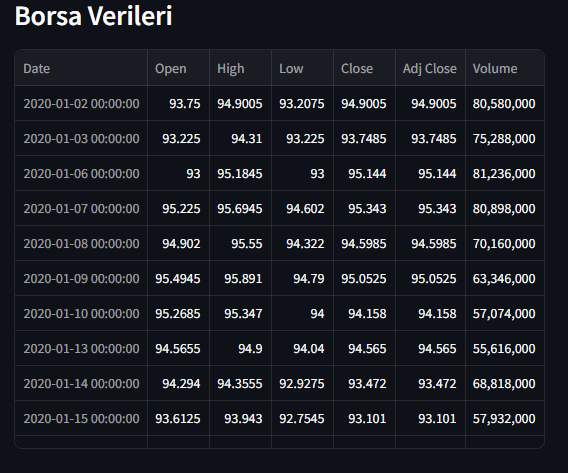 Borsa Verileri
Date Open High Low Close Adj Close Volume
2020-01-02 00:00:00 93.75 94.9005 93.2075 94.9005 94.9005 80,580,000
2020-01-03 00:00:00 93.225 94.31 93.225 93.7485 93.7485 75,288,000
2020-01-06 00:00:00 93 95.1845 93 95.144 95.144 81,236,000
2020-01-07 00:00:00 95.225 95.6945 94.602 95.343 95.343 80,898,000
2020-01-08 00:00:00 94.902 95.55 94.322 94.5985 94.5985 70,160,000
2020-01-09 00:00:00 95.4945 95.891 94.79 95.0525 95.0525 63,346,000
2020-01-10 00:00:00 95.2685 95.347 94 94.158 94.158 57,074,000
2020-01-13 00:00:00 94.5655 94.9 94.04 94.565 94.565 55,616,000
2020-01-14 00:00:00 94.294 94.3555 92.9275 93.472 93.472 68,818,000
2020-01-15 00:00:00 93.6125 93.943 92.7545 93.101 93.101 57,932,000